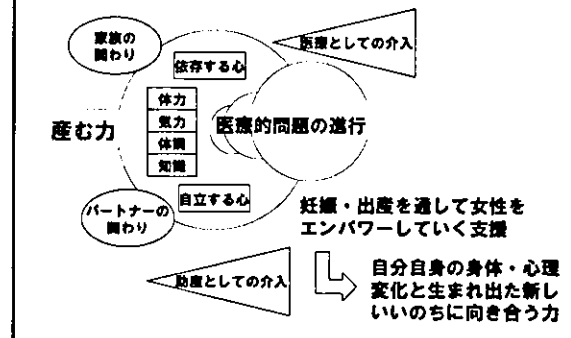 家族の
関わり
医療としての介入
依存する心
体力
気力
体調
知識
産む力
医療的問題の進行
自立する心
パートナーの
関わり
妊娠・出産を通して女性を
エンパワーしていく支援
助産としての介入
自分自身の身体・心理
変化と生まれ出た新し
いいのちに向き合う力